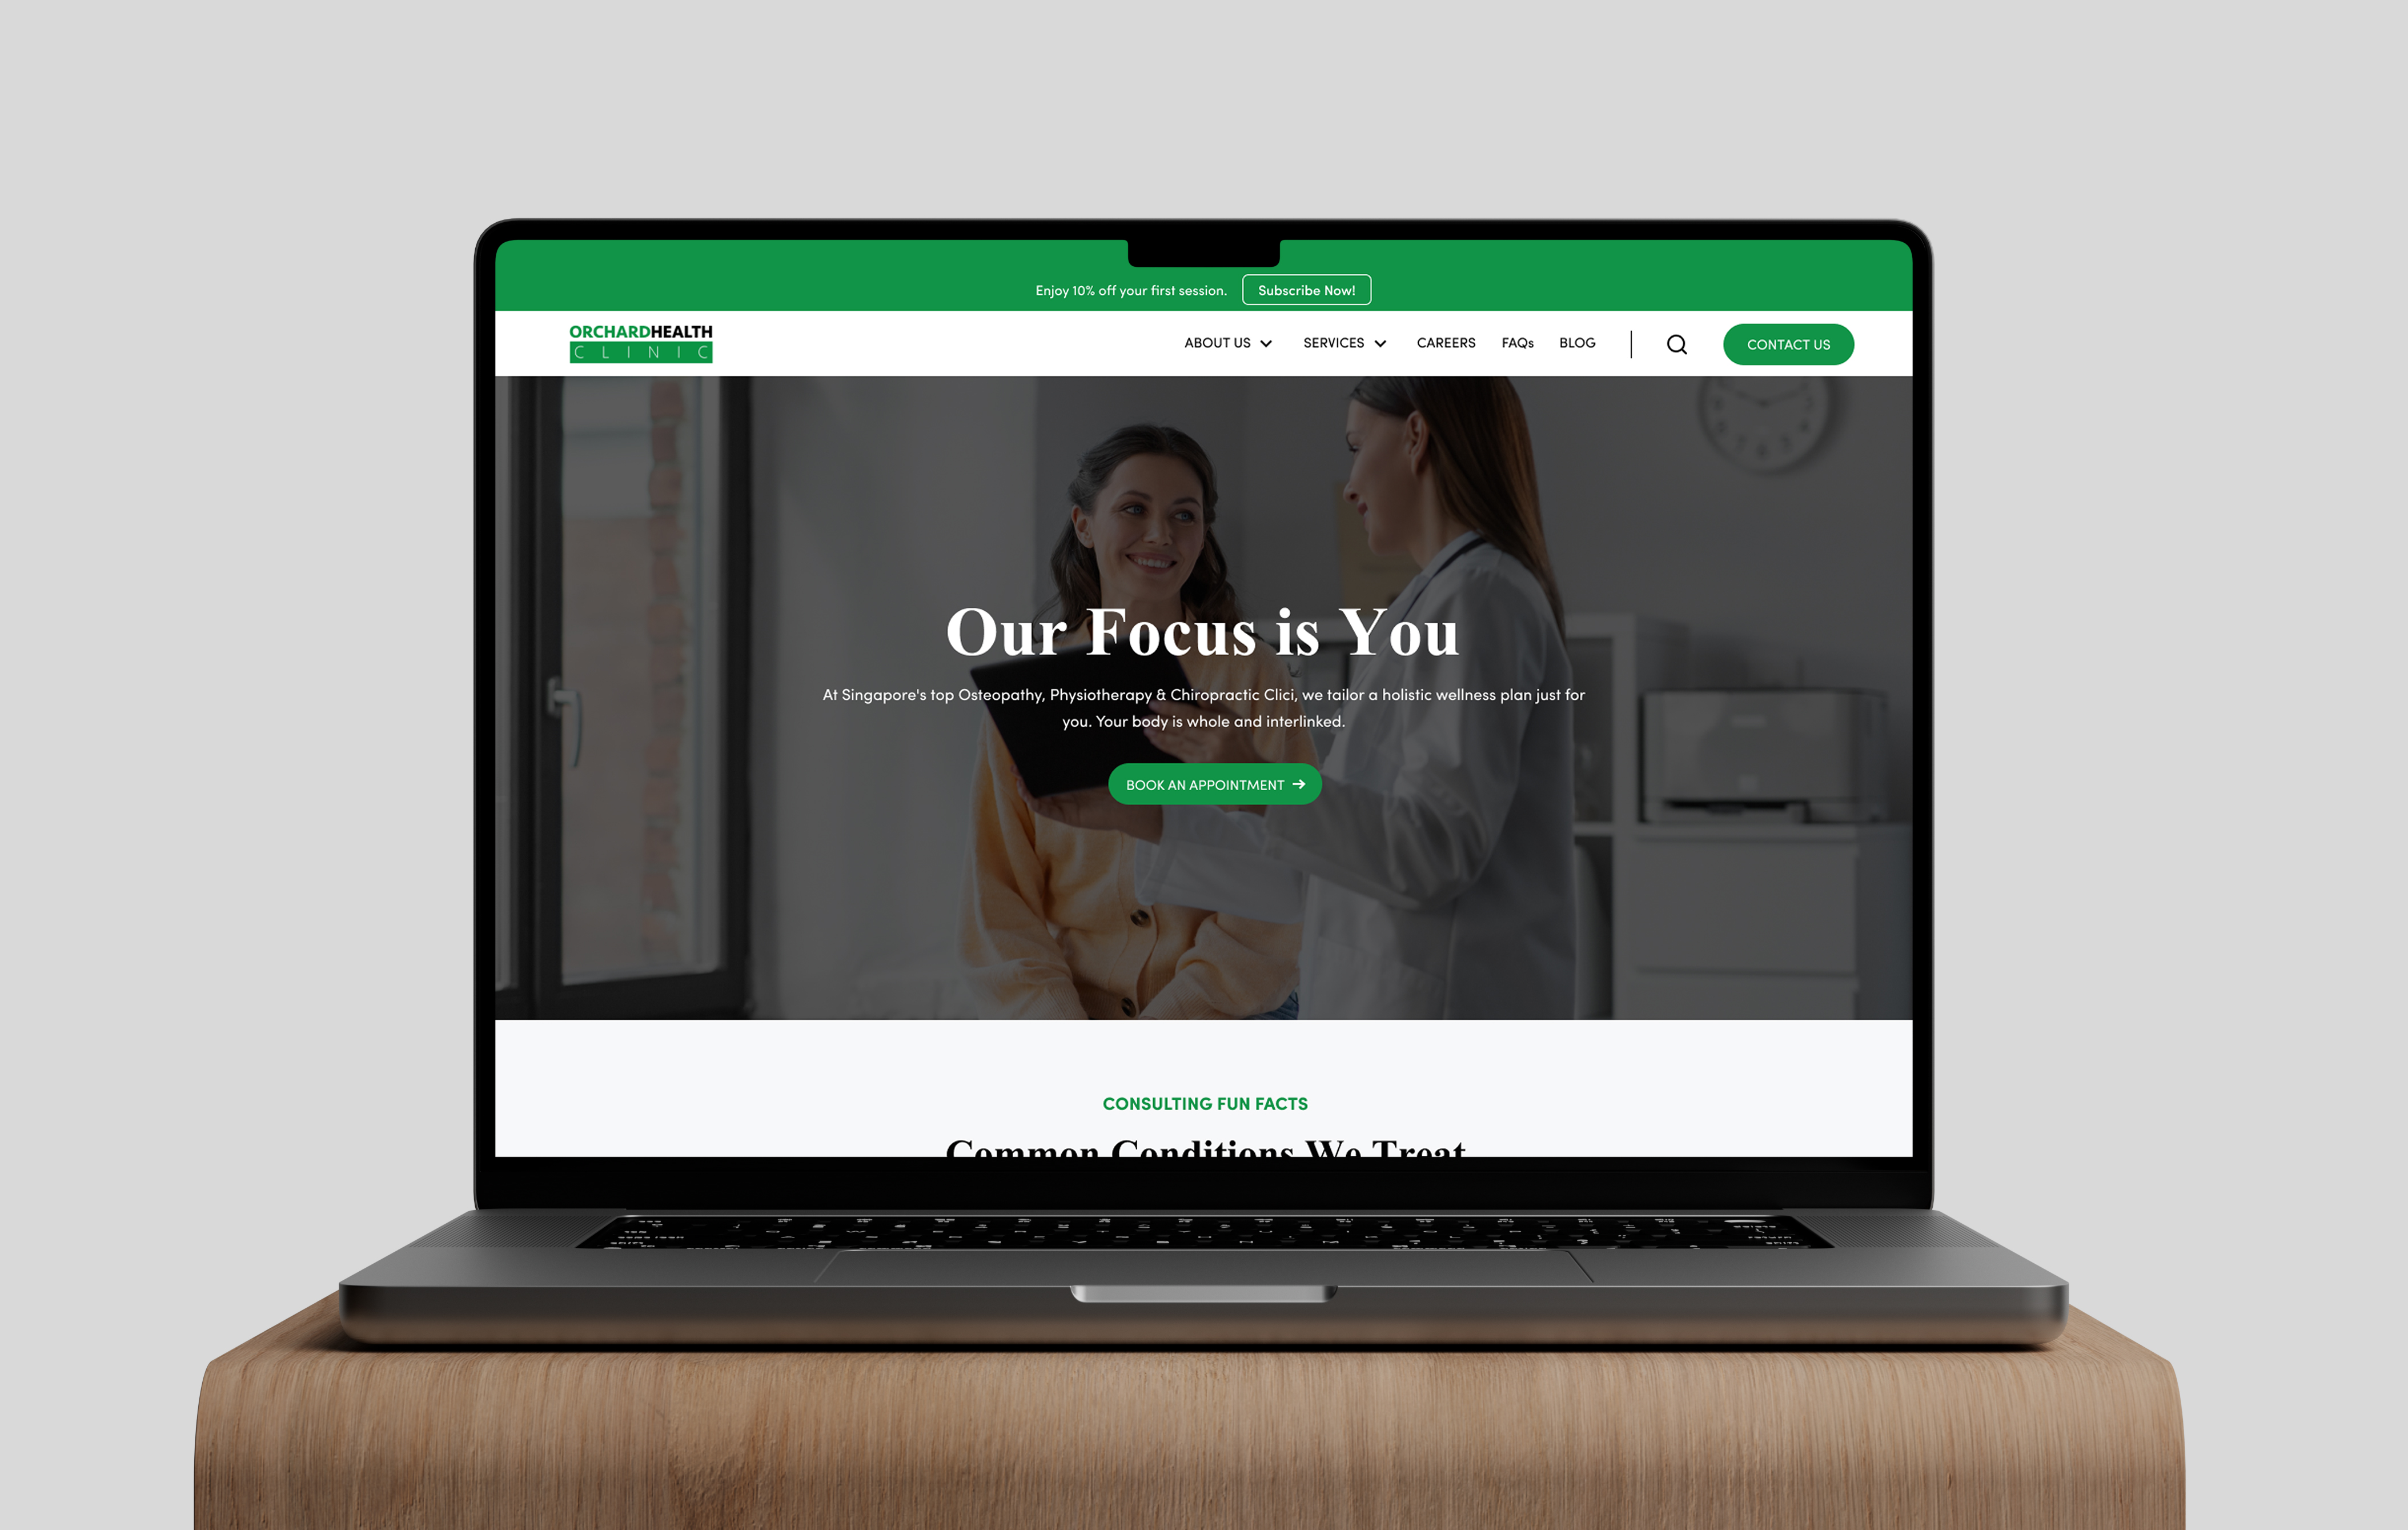 Enjoy 10% off your first session. Subscribe Now!
ORCHARDHEALTH
CLINIC
ABOUT US SERVICES CAREERS FAQs BLOG CONTACT US
Our Focus is You
At Singapore's top Osteopathy, Physiotherapy & Chiropractic Clici, we tailor a holistic wellness plan just for
you. Your body is whole and interlinked.
BOOK AN APPOINTMENT
CONSULTING FUN FACTS
Common Conditions We Treat